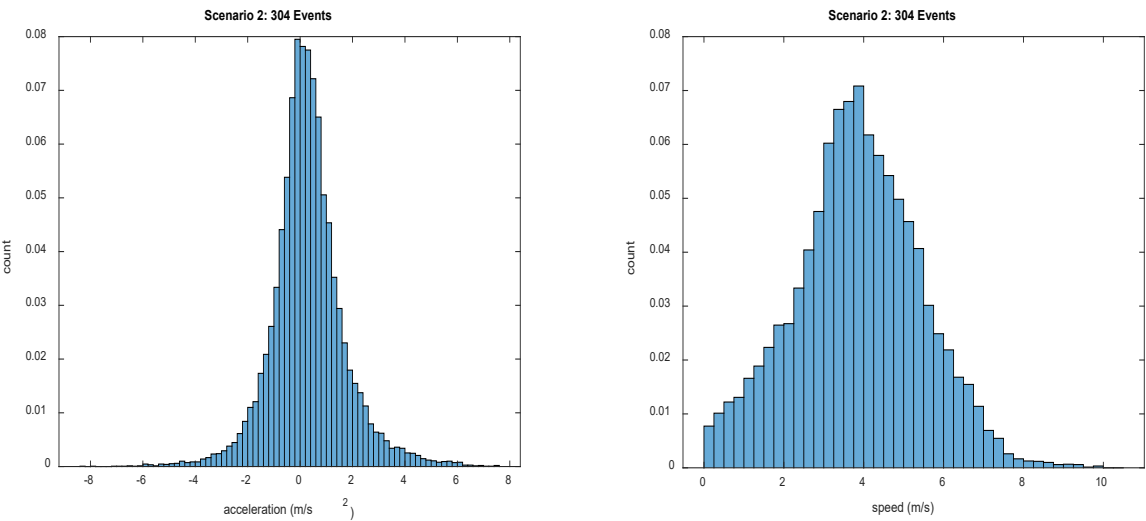 Scenario 2: 304 Events
0.08
0.07
0.06
0.05
0.04
0.03
0.02
0.01
0
count
-8 -6 -4 -2 0 2 4 6 8
acceleration (m/s 2 )
Scenario 2: 304 Events
0.08
0.07
0.06
0.05
0.04
0.03
0.02
0.01
0
count
0 2 4 6 8 10
speed (m/s)